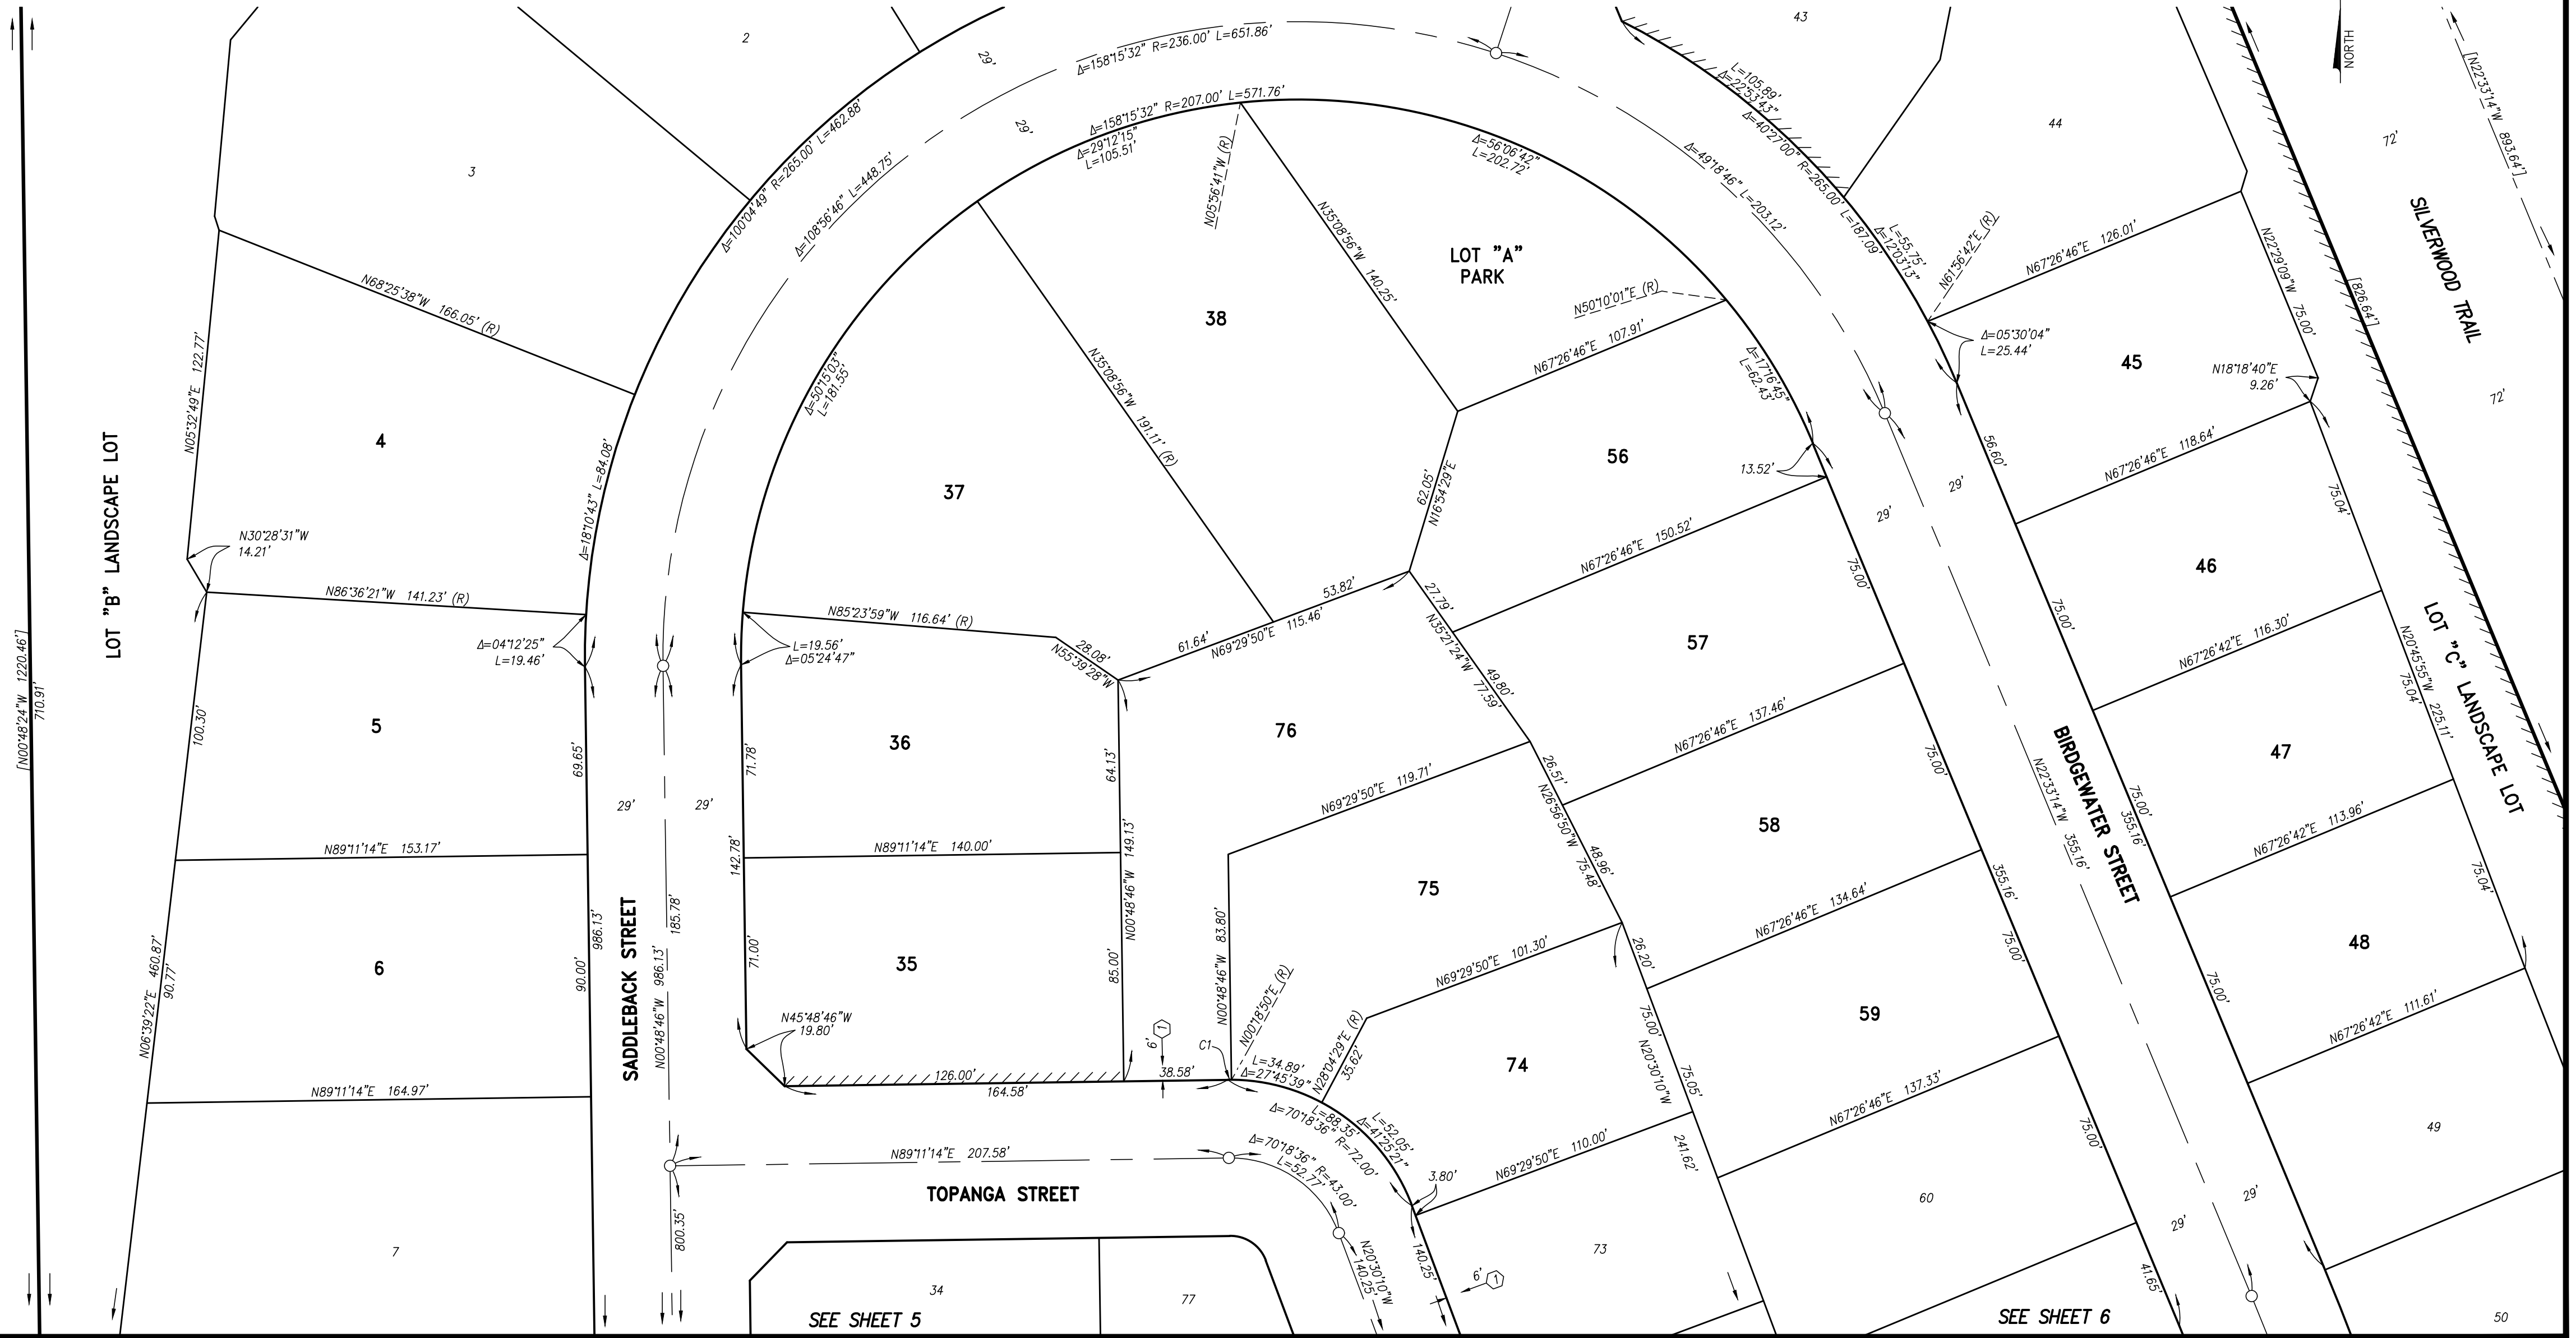 2
3
43
44
NORTH
29'
29'
Δ=158°15'32" R=236.00' L=651.86'
Δ=158°15'32" R=207.00' L=571.76'
Δ=29°12'15"
L=105.51'
N05°56'41"W (R)
Δ=56°06'42"
L=202.72'
Δ=100°04'49" R=265.00' L=462.88'
Δ=108°56'46" L=448.75'
L=105.89'
Δ=22°53'43"
Δ=40°27'00" R=265.00' L=187.09'
Δ=49°18'46" L=203.12'
L=55.75'
Δ=12°03'13"
N61°56'42"E (R)
N67°26'46"E 126.01'
[N22°33'14"W 893.64']
72'
SILVERWOOD TRAIL
72'
[826.64']
N22°29'09"W 75.00'
N18°18'40"E
9.26'
Δ=05°30'04"
L=25.44'
45
N68°25'38"W 166.05' (R)
N05°32'49"E 122.77'
4
LOT "B" LANDSCAPE LOT
N30°28'31"W
14.21'
N86°36'21"W 141.23' (R)
Δ=18°10'43" L=84.08'
Δ=04°12'25"
L=19.46'
Δ=50°15'03"
L=181.55'
37
N35°08'56"W 191.11' (R)
38
N35°08'56"W 140.25'
LOT "A"
PARK
N50°10'01"E (R)
N67°26'46"E 107.91'
Δ=17°16'45"
L=62.43'
13.52'
56
62.05'
N16°54'29"E
N67°26'46"E 150.52'
29'
29'
56.60'
N67°26'46"E 118.64'
75.04'
46
N85°23'59"W 116.64' (R)
L=19.56'
Δ=05°24'47"
28.08'
N55°39'28"W
61.64'
53.82'
N69°29'50"E 115.46'
27.79'
N35°21'24"W 77.59'
49.80'
57
75.00'
75.00'
N67°26'42"E 116.30'
N20°45'55"W 225.11'
75.04'
LOT "C" LANDSCAPE LOT
[N00°48'24"W 1220.46']
710.91'
100.30'
5
69.65'
29'
29'
71.78'
36
64.13'
76
N69°29'50"E 119.71'
26.51'
N26°56'50"W 75.48'
48.96'
N67°26'46"E 137.46'
75.00'
58
N22°33'14"W 355.16'
BIRDGEWATER STREET
75.00'
355.16'
47
N67°26'42"E 113.96'
75.04'
N89°11'14"E 153.17'
142.78'
N89°11'14"E 140.00'
N00°48'46"W 149.13'
N06°39'22"E 460.87'
90.77'
6
90.00'
986.13'
SADDLEBACK STREET
N00°48'46"W 986.13'
185.78'
71.00'
35
85.00'
N00°48'46"W 83.80'
75
N69°29'50"E 101.30'
26.20'
N67°26'46"E 134.64'
355.16'
75.00'
48
75.00'
N67°26'42"E 111.61'
N45°48'46"W
19.80'
6'
1
C1
N00°18'50"E (R)
L=34.89'
Δ=27°45'39"
N28°04'29"E (R)
35.62'
74
75.00'
N20°30'10"W
75.05'
241.62'
59
N67°26'46"E 137.33'
75.00'
49
N89°11'14"E 164.97'
126.00'
38.58'
164.58'
L=88.35'
Δ=70°18'36" R=72.00'
L=52.05'
Δ=41°25'21"
Δ=70°18'36" R=43.00'
L=52.77'
N89°11'14"E 207.58'
TOPANGA STREET
3.80'
N69°29'50"E 110.00'
800.35'
7
34
77
N20°30'10"W
140.25'
140.25'
6'
1
73
60
29'
29'
41.65'
50
SEE SHEET 5
SEE SHEET 6